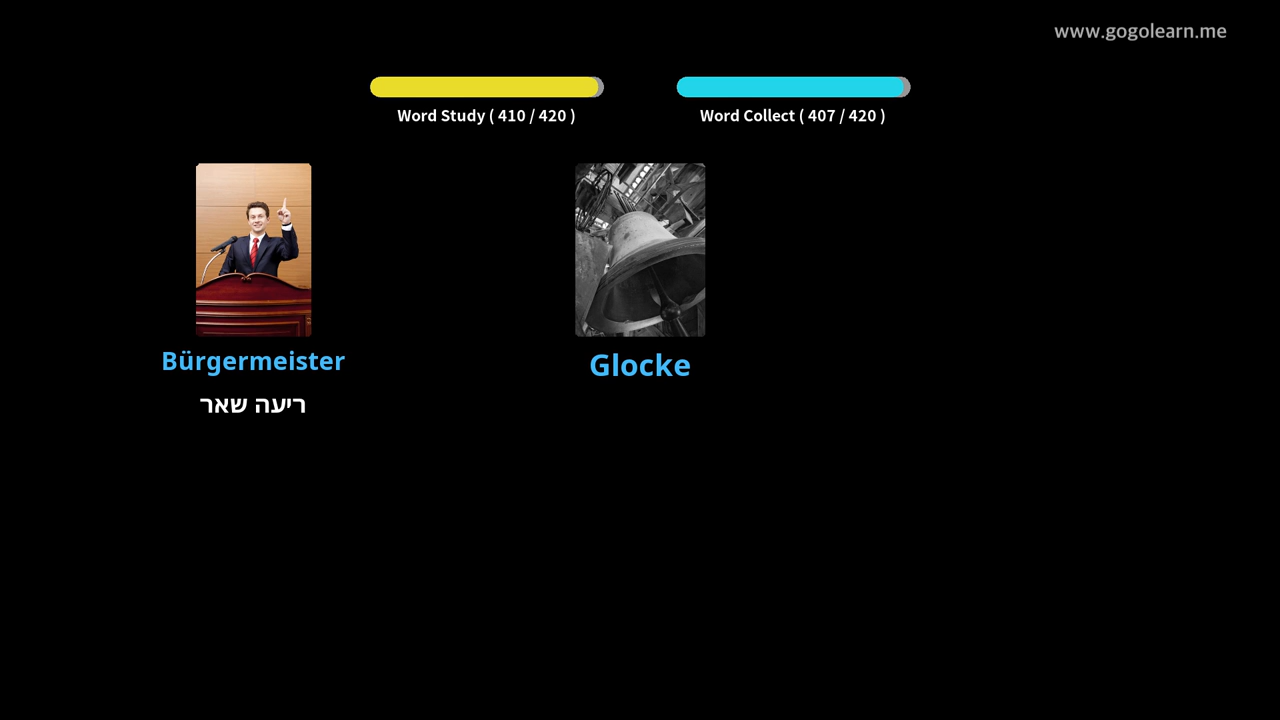 www.gogolearn.me
Word Study ( 410 / 420 )
Word Collect ( 407 / 420 )
Bürgermeister
ריעה שאר
Glocke